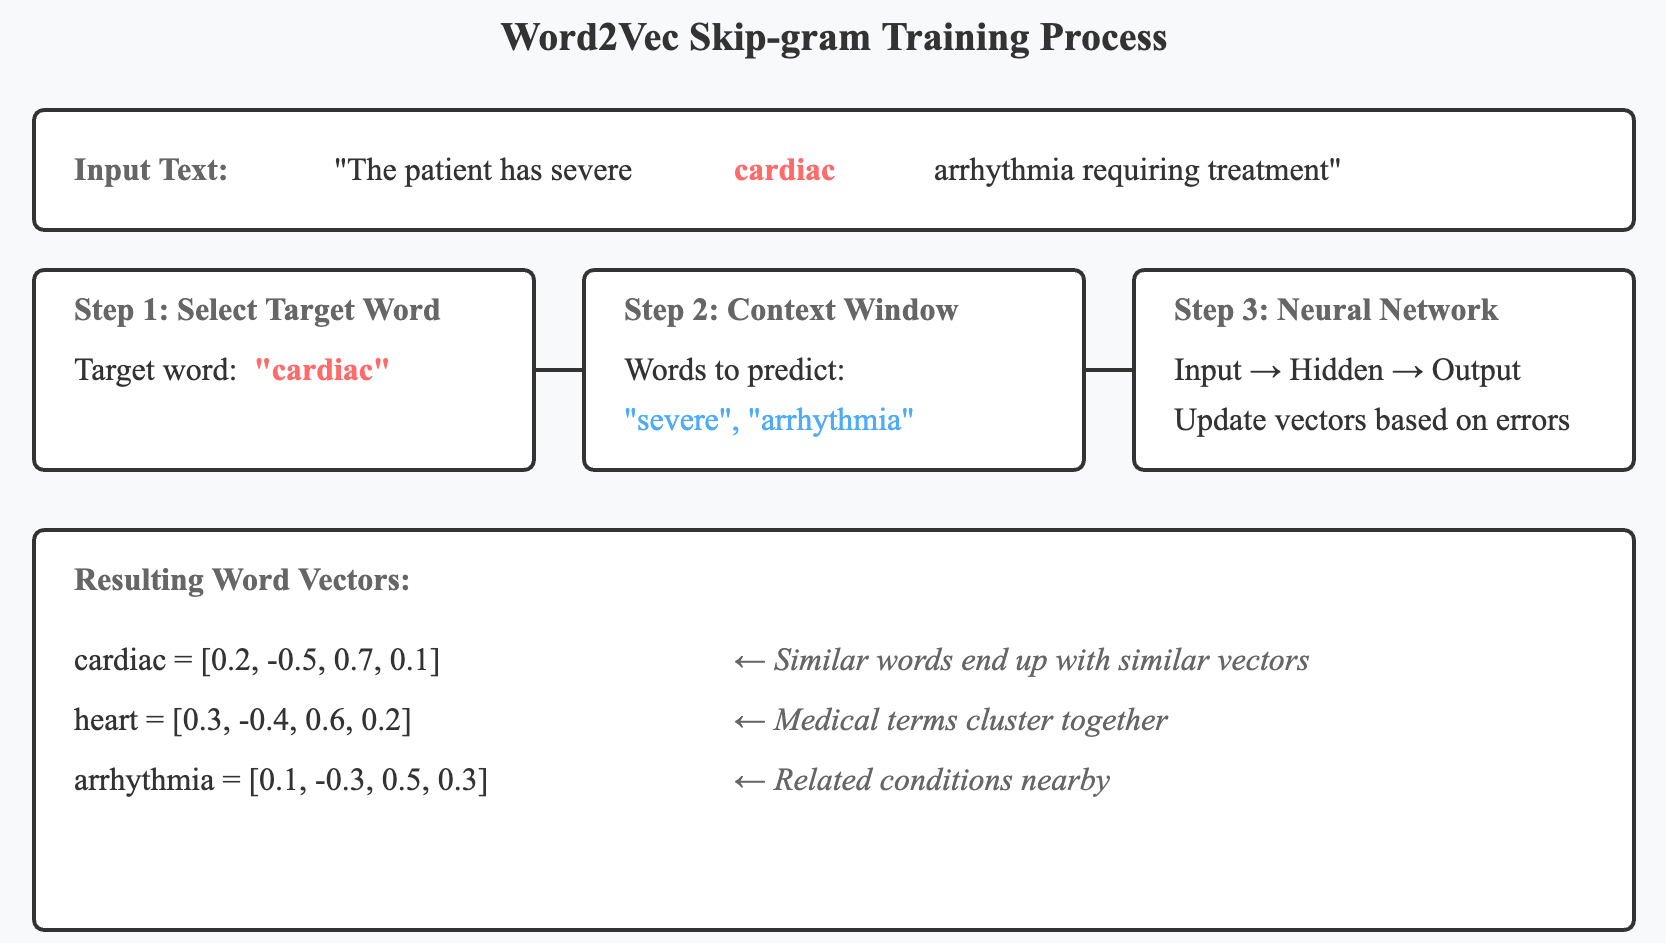 Word2Vec Skip-gram Training Process
Input Text: "The patient has severe cardiac arrhythmia requiring treatment"
Step 1: Select Target Word
Target word: "cardiac"
Step 2: Context Window
Words to predict:
"severe", "arrhythmia"
Step 3: Neural Network
Input → Hidden → Output
Update vectors based on errors
Resulting Word Vectors:
cardiac = [0.2, -0.5, 0.7, 0.1] ← Similar words end up with similar vectors
heart = [0.3, -0.4, 0.6, 0.2] ← Medical terms cluster together
arrhythmia = [0.1, -0.3, 0.5, 0.3] ← Related conditions nearby